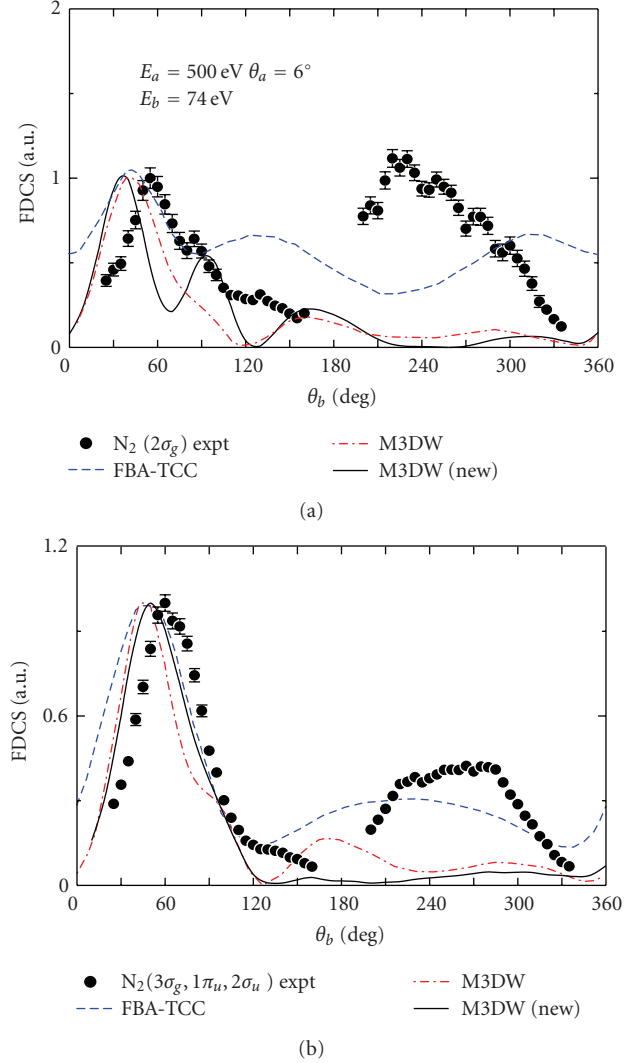 2
E_a = 500 eV θ_a = 6°
E_b = 74 eV
FDCS (a.u.)
1
0
0 60 120 180 240 300 360
θ_b (deg)
N₂ (2σ_g) expt M3DW
FBA-TCC M3DW (new)
(a)
1.2
FDCS (a.u.)
0.6
0
0 60 120 180 240 300 360
θ_b (deg)
N₂(3σ_g, 1π_u, 2σ_u ) expt M3DW
FBA-TCC M3DW (new)
(b)